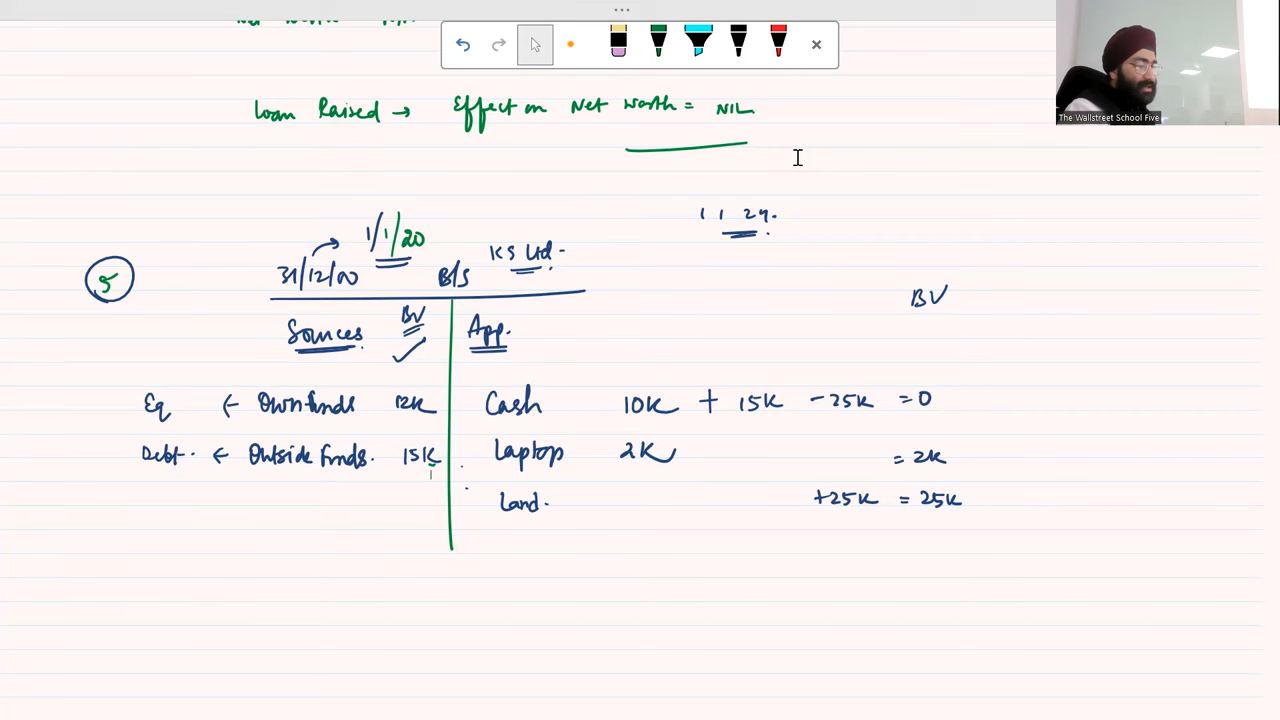 Loan Raised → Effect on Net Worth = NIL
The Wallstreet School Five
1 1 24.
1/1/20
5
31/12/00 B/S KS Ltd.
BV
Sources BV App.
Eq ← Own funds 12K Cash 10K + 15K - 25K = 0
Debt. ← Outside Funds. 15K Laptop 2K = 2K
Land. +25K = 25K